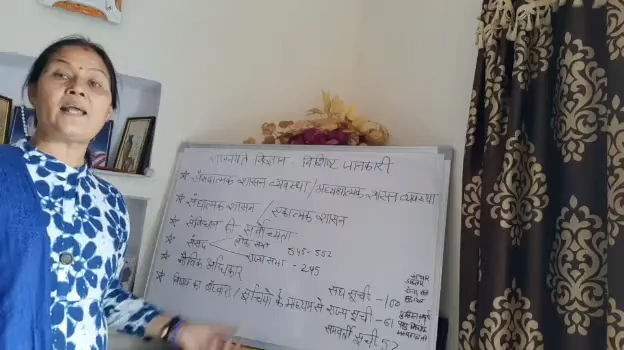 राजनीति विज्ञान - विशिष्ट जानकारी
* संसदात्मक शासन व्यवस्था / अध्यक्षात्मक शासन व्यवस्था
* संघात्मक शासन / एकात्मक शासन
* संविधान की सर्वोच्चता
* संसद लोक सभा 545-552
राज्य सभा - 245
* मौलिक अधिकार
* विषय का बंटवारा / सूचियों के माध्यम से
संघ सूची - 100
राज्य सूची - 61
समवर्ती सूची 52